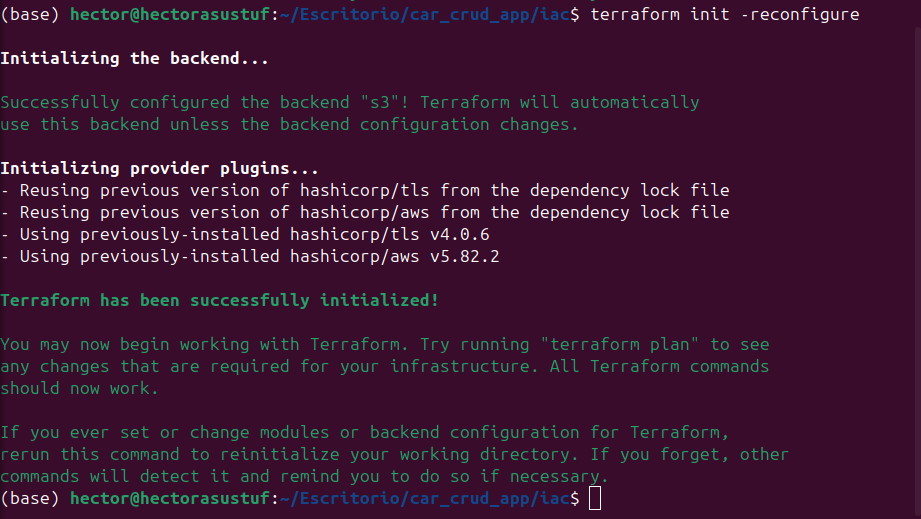 (base) hector@hectorasustuf:~/Escritorio/car_crud_app/iac$ terraform init -reconfigure
Initializing the backend...
Successfully configured the backend "s3"! Terraform will automatically
use this backend unless the backend configuration changes.
Initializing provider plugins...
- Reusing previous version of hashicorp/tls from the dependency lock file
- Reusing previous version of hashicorp/aws from the dependency lock file
- Using previously-installed hashicorp/tls v4.0.6
- Using previously-installed hashicorp/aws v5.82.2
Terraform has been successfully initialized!
You may now begin working with Terraform. Try running "terraform plan" to see
any changes that are required for your infrastructure. All Terraform commands
should now work.
If you ever set or change modules or backend configuration for Terraform,
rerun this command to reinitialize your working directory. If you forget, other
commands will detect it and remind you to do so if necessary.
(base) hector@hectorasustuf:~/Escritorio/car_crud_app/iac$